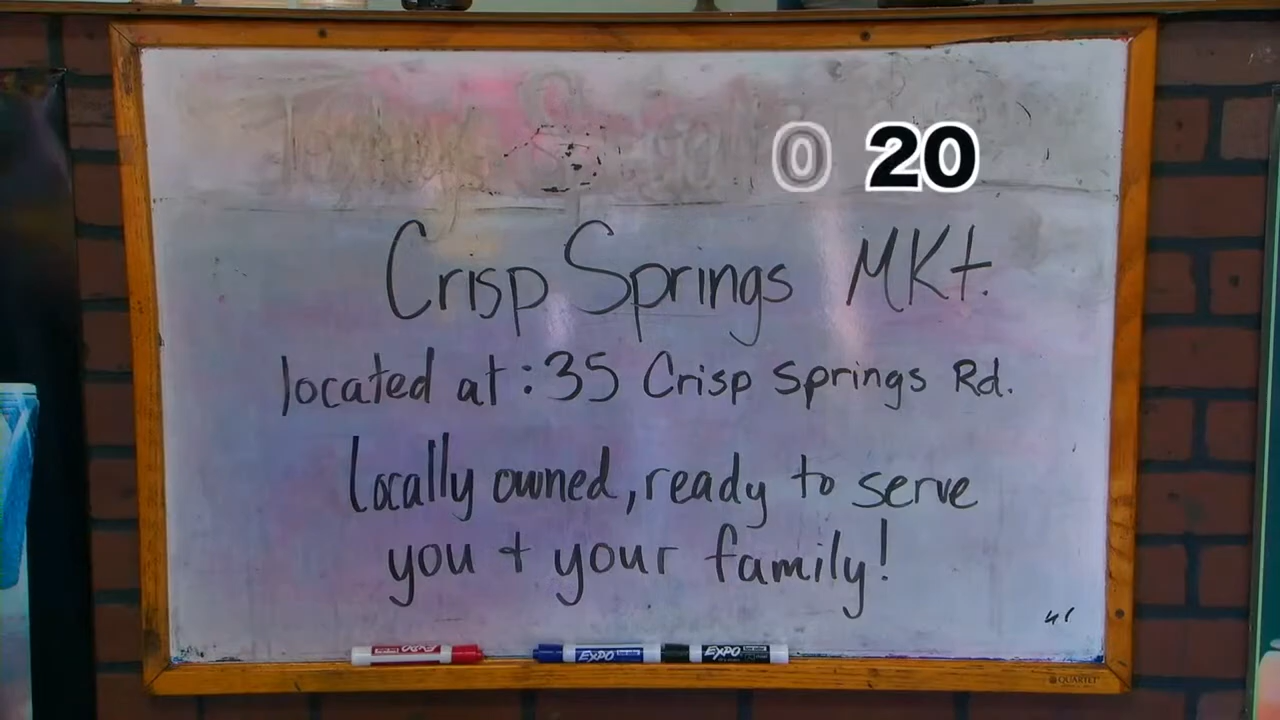 0 20
Crisp Springs MKt.
located at: 35 Crisp Springs Rd.
Locally owned, ready to serve
you + your family!
EXPO EXPO
QUARTET